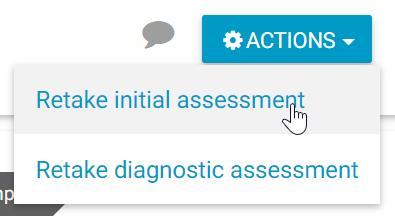 ACTIONS
Retake initial assessment
Retake diagnostic assessment